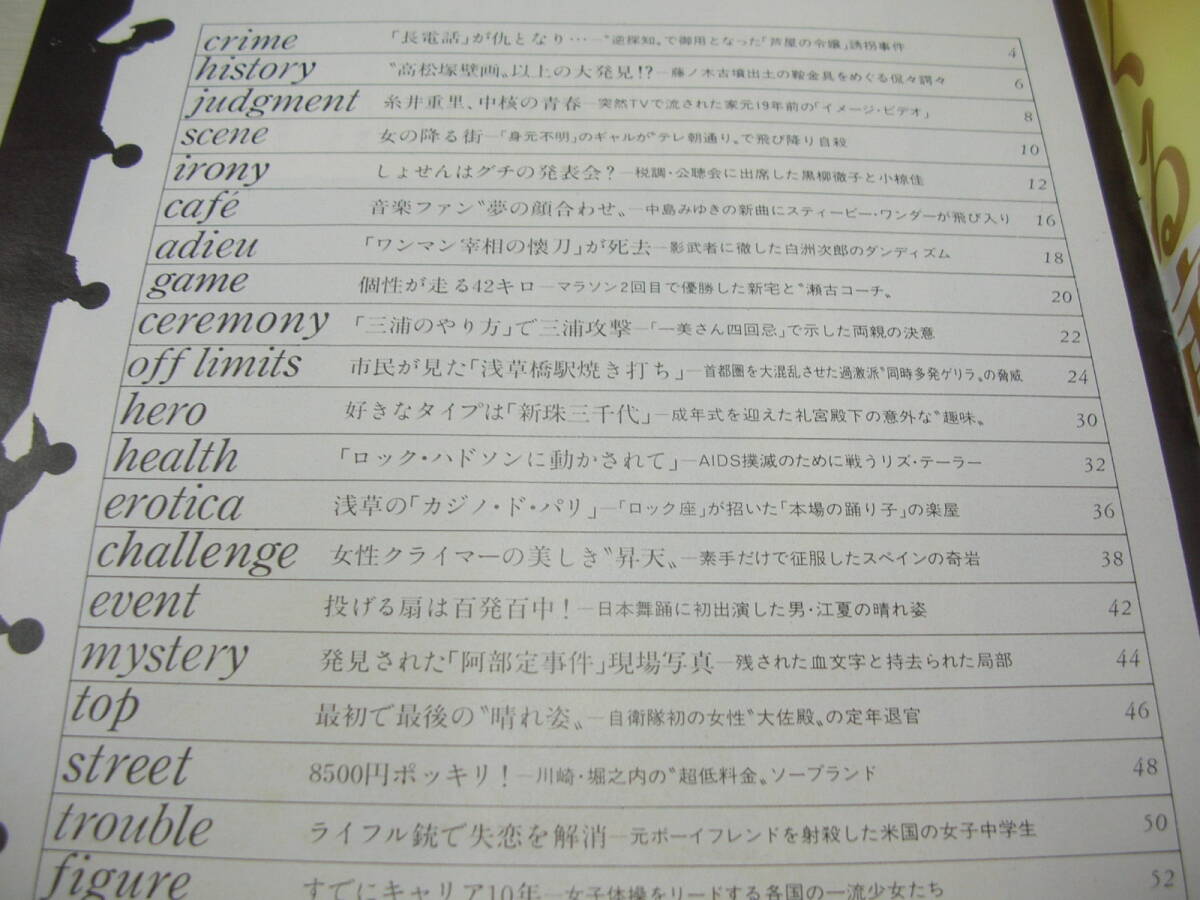 crime 「長電話」が仇となり…―〝逆探知〟で御用となった「芦屋の令嬢」誘拐事件 4
history 〝高松塚壁画〟以上の大発見!?―藤ノ木古墳出土の鞍金具をめぐる侃々諤々 6
judgment 糸井重里、中核の青春―突然TVで流された家元19年前の「イメージ・ビデオ」 8
scene 女の降る街―「身元不明」のギャルが〝テレ朝通り〟で飛び降り自殺 10
irony しょせんはグチの発表会?―税調・公聴会に出席した黒柳徹子と小椋佳 12
café 音楽ファン〝夢の顔合わせ〟―中島みゆきの新曲にスティービー・ワンダーが飛び入り 16
adieu 「ワンマン宰相の懐刀」が死去―影武者に徹した白洲次郎のダンディズム 18
game 個性が走る42キロ―マラソン2回目で優勝した新宅と〝瀬古コーチ〟 20
ceremony 「三浦のやり方」で三浦攻撃―「一美さん四回忌」で示した両親の決意 22
off limits 市民が見た「浅草橋駅焼き打ち」―首都圏を大混乱させた過激派〝同時多発ゲリラ〟の脅威 24
hero 好きなタイプは「新珠三千代」―成年式を迎えた礼宮殿下の意外な〝趣味〟 30
health 「ロック・ハドソンに動かされて」―AIDS撲滅のために戦うリズ・テーラー 32
erotica 浅草の「カジノ・ド・パリ」―「ロック座」が招いた「本場の踊り子」の楽屋 36
challenge 女性クライマーの美しき〝昇天〟―素手だけで征服したスペインの奇岩 38
event 投げる扇は百発百中!―日本舞踊に初出演した男・江夏の晴れ姿 42
mystery 発見された「阿部定事件」現場写真―残された血文字と持去られた局部 44
top 最初で最後の〝晴れ姿〟―自衛隊初の女性〝大佐殿〟の定年退官 46
street 8500円ポッキリ!―川崎・堀之内の〝超低料金〟ソープランド 48
trouble ライフル銃で失恋を解消―元ボーイフレンドを射殺した米国の女子中学生 50
figure すでにキャリア10年―女子体操をリードする各国の一流少女たち 52